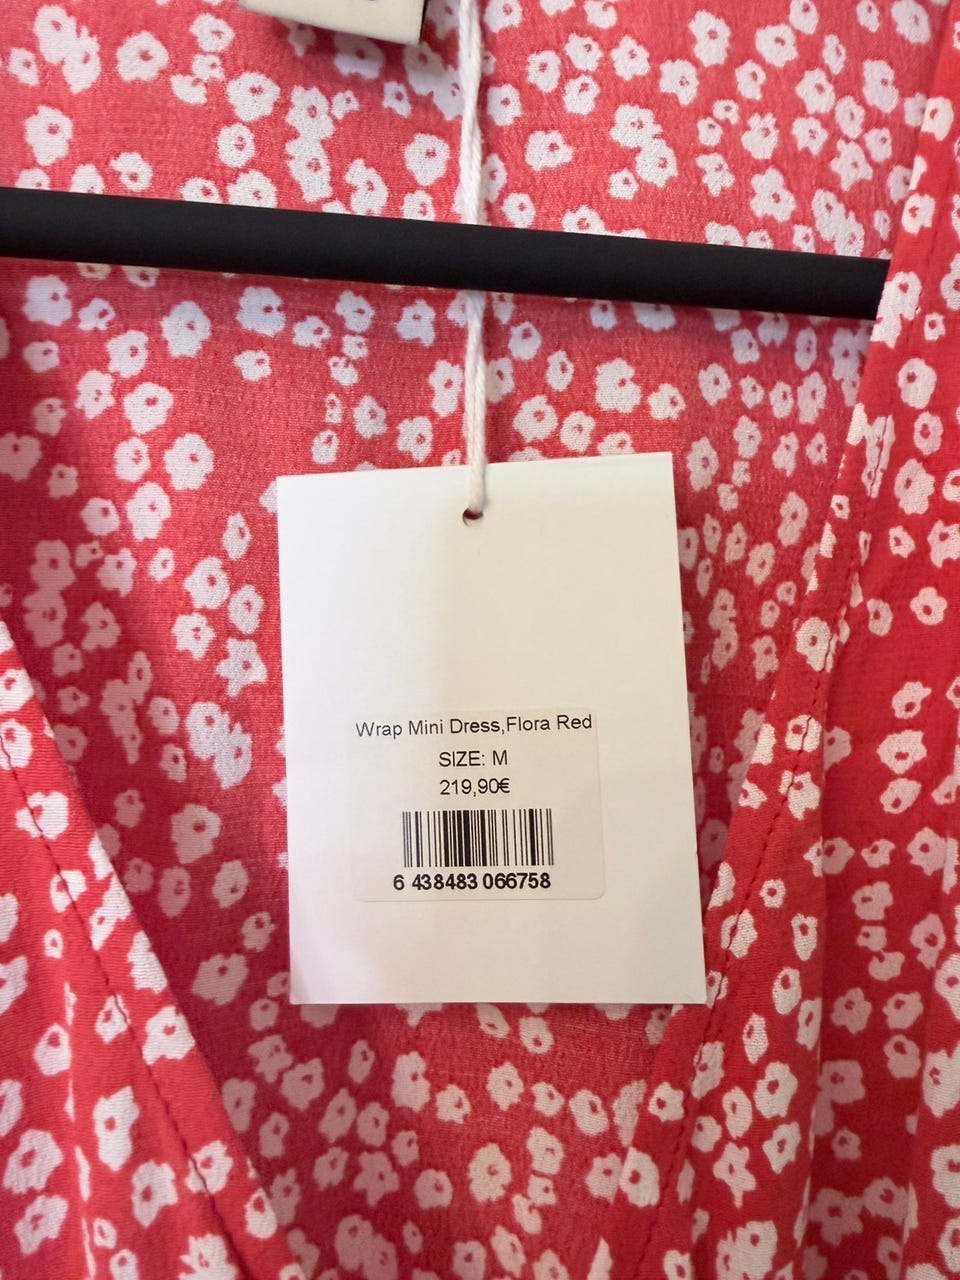 Wrap Mini Dress,Flora Red
SIZE: M
219,90€
6 438483 066758